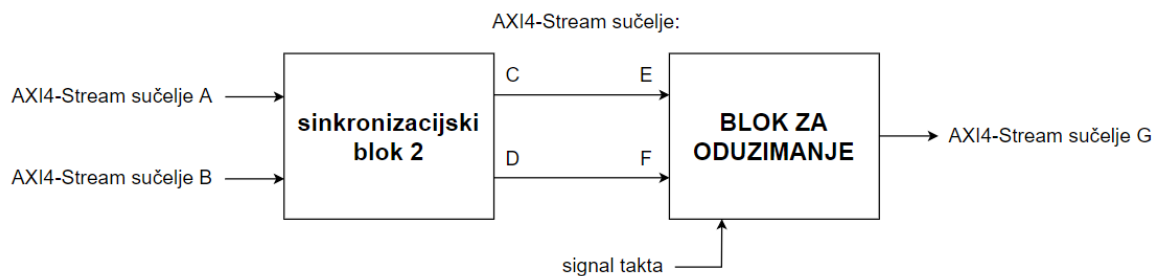 AXI4-Stream sučelje:
AXI4-Stream sučelje A
AXI4-Stream sučelje B
sinkronizacijski
blok 2
C
E
D
F
BLOK ZA
ODUZIMANJE
AXI4-Stream sučelje G
signal takta